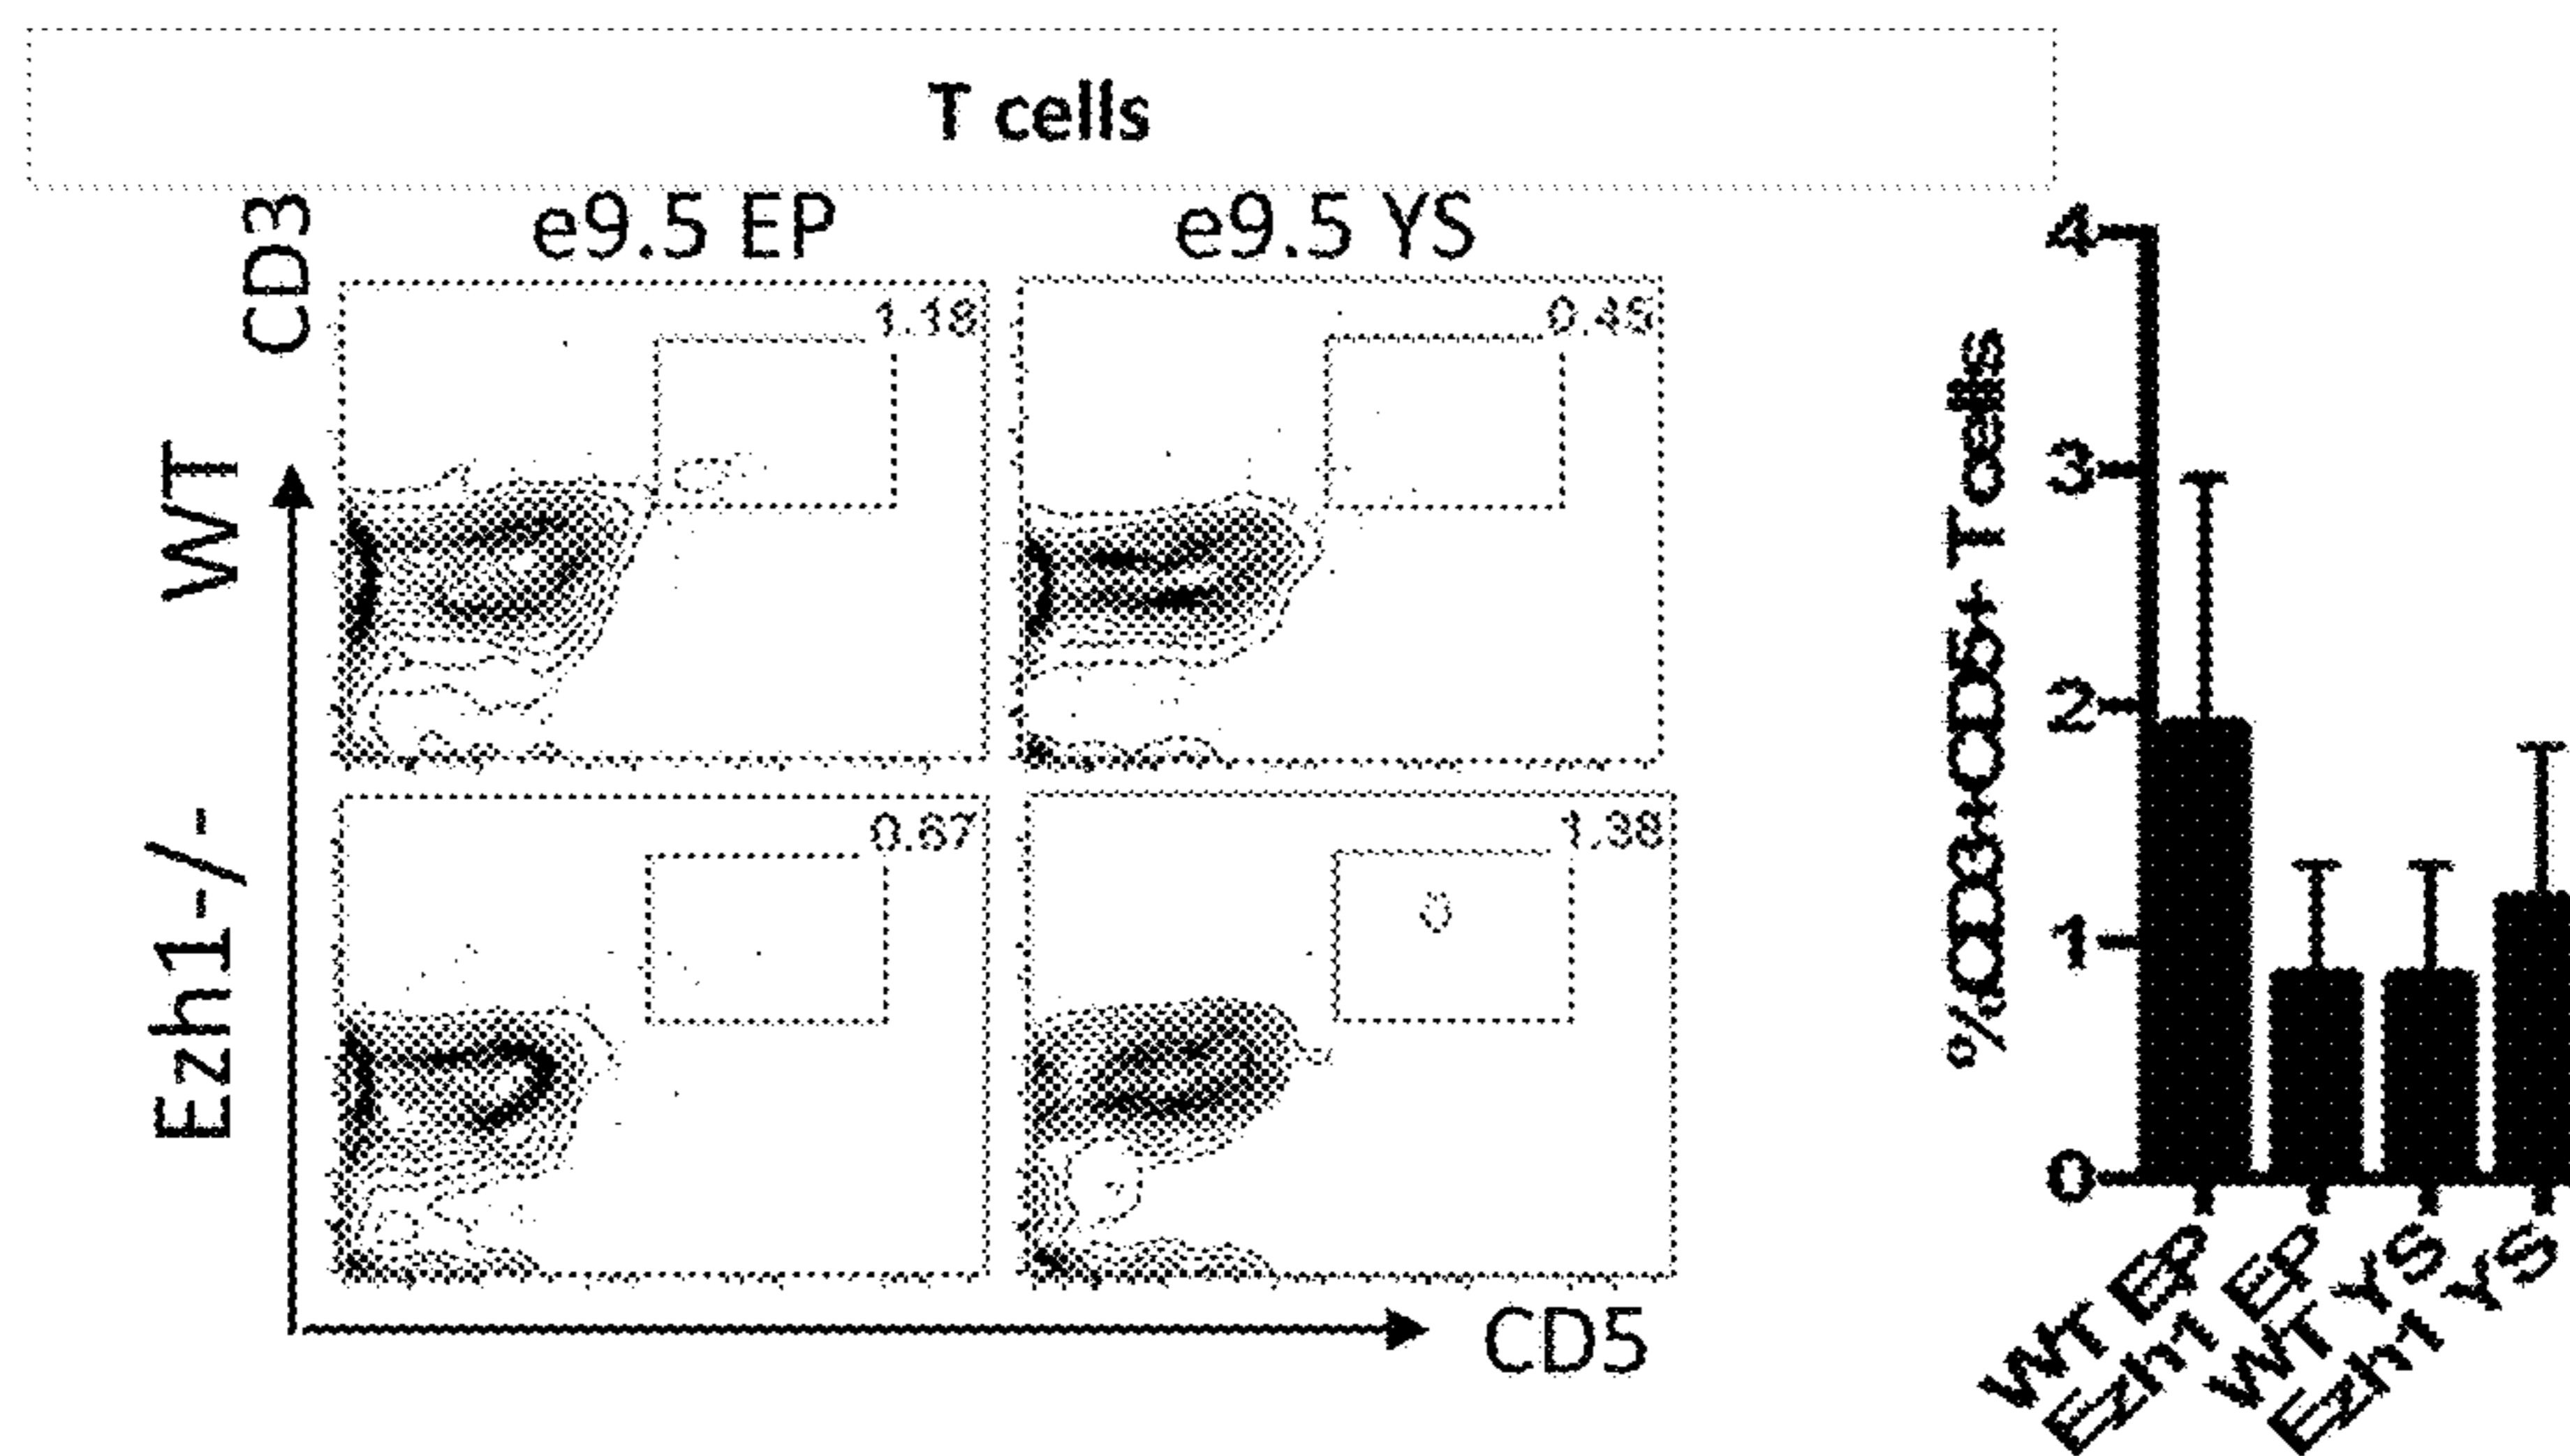 T cells
e9.5 EP
e9.5 YS
CD3
WT
Ezh1-/-
1.18
0.45
0.67
1.38
CD5
%CD3+CD5+ T cells
4
3
2
1
0
WT EP
Ezh1 EP
WT YS
Ezh1 YS